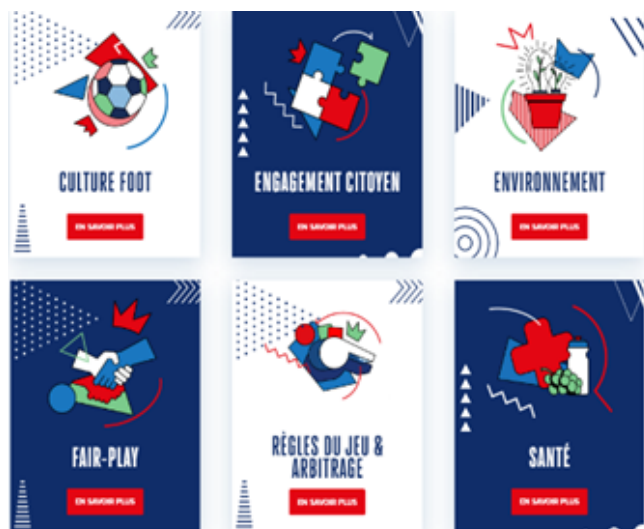 CULTURE FOOT
EN SAVOIR PLUS
ENGAGEMENT CITOYEN
EN SAVOIR PLUS
ENVIRONNEMENT
EN SAVOIR PLUS
FAIR-PLAY
EN SAVOIR PLUS
RÈGLES DU JEU &
ARBITRAGE
EN SAVOIR PLUS
SANTÉ
EN SAVOIR PLUS